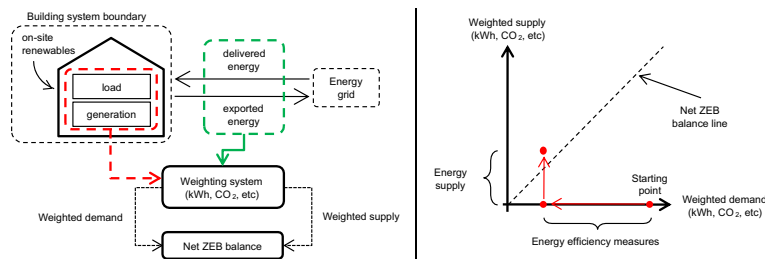 Building system boundary
on-site
renewables
load
generation
delivered
energy
exported
energy
Energy
grid
Weighting system
(kWh, CO₂, etc)
Weighted demand
Weighted supply
Net ZEB balance
Weighted supply
(kWh, CO₂, etc)
Net ZEB
balance line
Energy
supply
Starting
point
Weighted demand
(kWh, CO₂, etc)
Energy efficiency measures